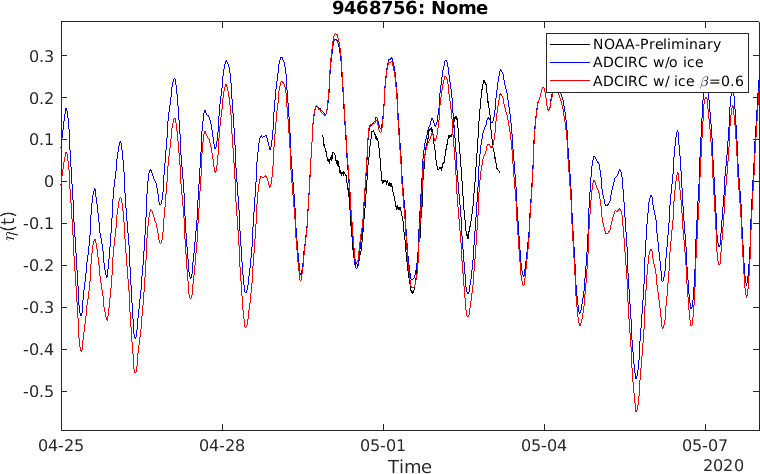 9468756: Nome
NOAA-Preliminary
ADCIRC w/o ice
ADCIRC w/ ice β=0.6
0.3
0.2
0.1
0
-0.1
-0.2
-0.3
-0.4
-0.5
η(t)
04-25 04-28 05-01 05-04 05-07
Time
2020